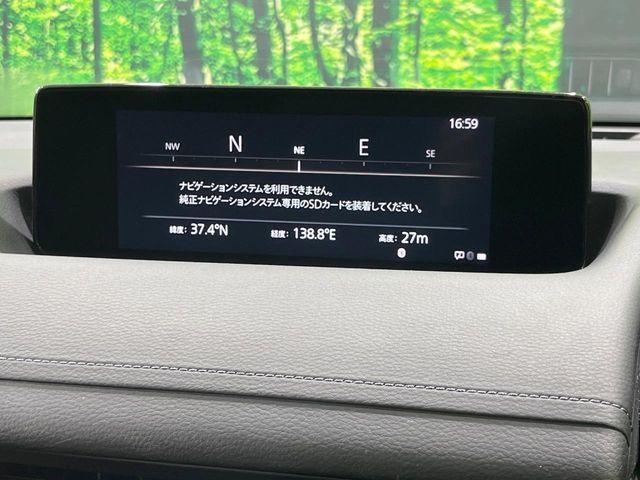 16:59
NW N NE E SE
ナビゲーションシステムを利用できません。
純正ナビゲーションシステム専用のSDカードを装着してください。
緯度: 37.4°N 経度: 138.8°E 高度: 27m